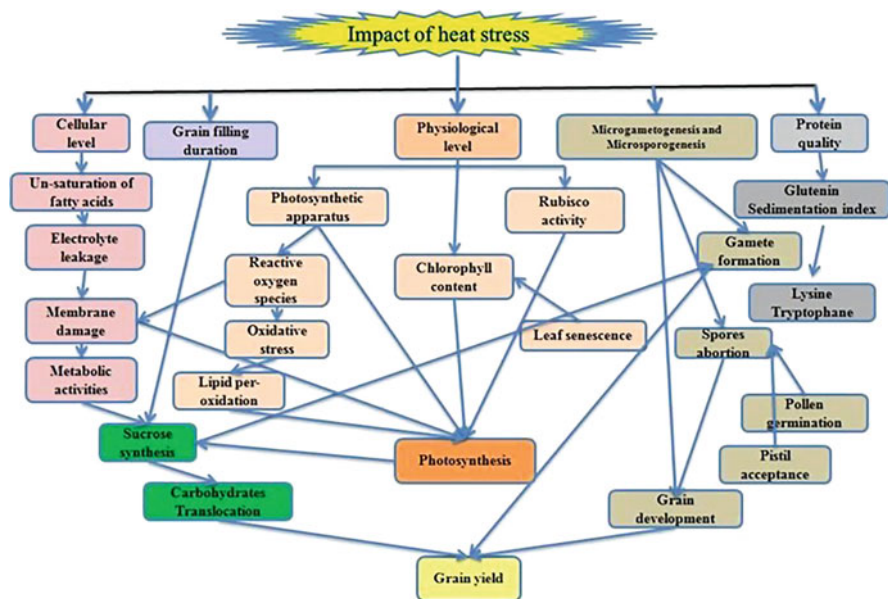 Impact of heat stress
Cellular
level
Grain filling
duration
Physiological
level
Microgametogenesis and
Microsporogenesis
Protein
quality
Un-saturation of
fatty acids
Photosynthetic
apparatus
Rubisco
activity
Glutenin
Sedimentation index
Electrolyte
leakage
Reactive
oxygen
species
Chlorophyll
content
Gamete
formation
Membrane
damage
Oxidative
stress
Leaf senescence
Lysine
Tryptophane
Spores
abortion
Metabolic
activities
Lipid per-
oxidation
Pollen
germination
Sucrose
synthesis
Photosynthesis
Pistil
acceptance
Carbohydrates
Translocation
Grain
development
Grain yield